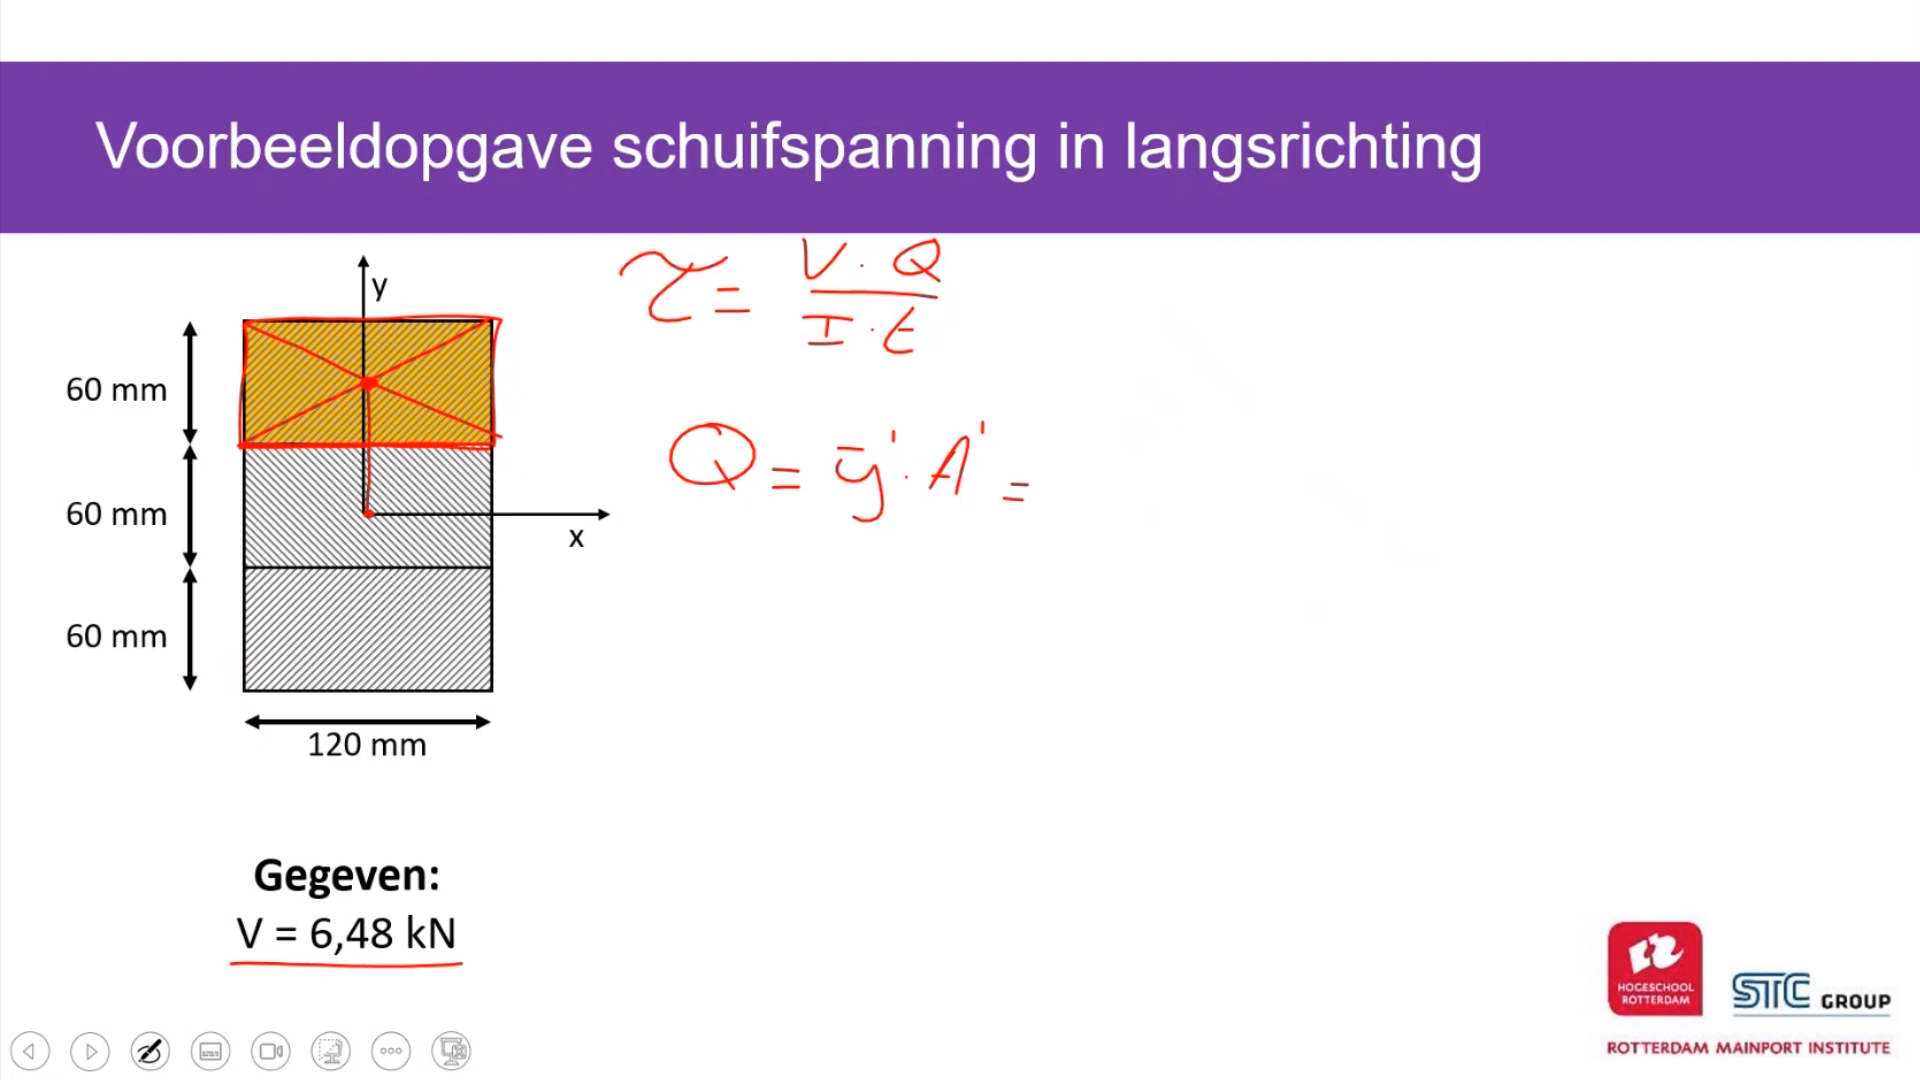 Voorbeeldopgave schuifspanning in langsrichting
y
τ = V · Q / I · t
60 mm
Q = ȳ' · A' =
60 mm
x
60 mm
120 mm
Gegeven:
V = 6,48 kN
HOGESCHOOL
ROTTERDAM
STC GROUP
ROTTERDAM MAINPORT INSTITUTE